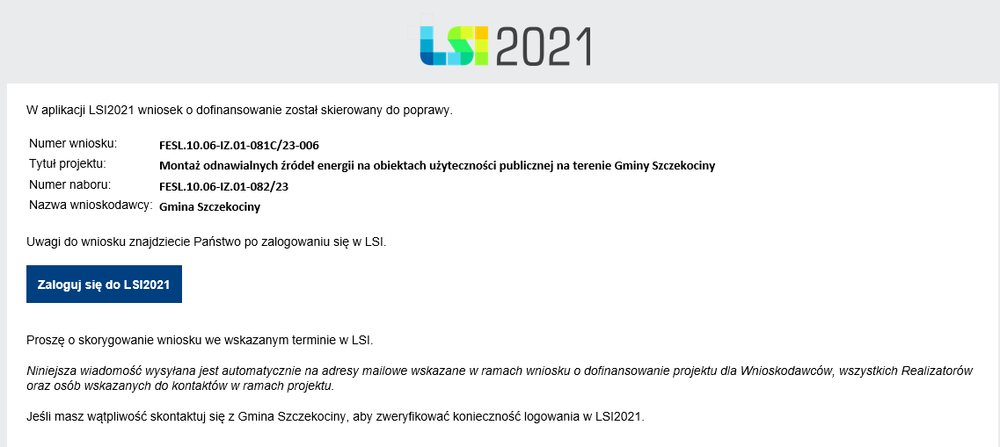 LSI 2021
W aplikacji LSI2021 wniosek o dofinansowanie został skierowany do poprawy.
Numer wniosku: FESL.10.06-IZ.01-081C/23-006
Tytuł projektu: Montaż odnawialnych źródeł energii na obiektach użyteczności publicznej na terenie Gminy Szczekociny
Numer naboru: FESL.10.06-IZ.01-082/23
Nazwa wnioskodawcy: Gmina Szczekociny
Uwagi do wniosku znajdziecie Państwo po zalogowaniu się w LSI.
Zaloguj się do LSI2021
Proszę o skorygowanie wniosku we wskazanym terminie w LSI.
Niniejsza wiadomość wysyłana jest automatycznie na adresy mailowe wskazane w ramach wniosku o dofinansowanie projektu dla Wnioskodawców, wszystkich Realizatorów
oraz osób wskazanych do kontaktów w ramach projektu.
Jeśli masz wątpliwość skontaktuj się z Gmina Szczekociny, aby zweryfikować konieczność logowania w LSI2021.